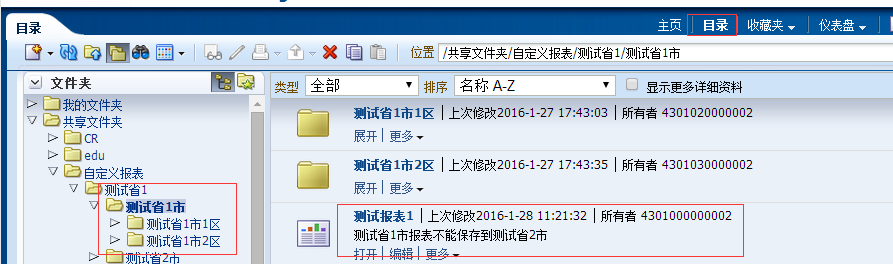 目录
主页 目录 收藏夹 仪表盘
位置 /共享文件夹/自定义报表/测试省1/测试省1市
文件夹
类型 全部 排序 名称 A-Z 显示更多详细资料
我的文件夹
共享文件夹
CR
edu
自定义报表
测试省1
测试省1市
测试省1市1区
测试省1市2区
测试省2市
测试省1市1区 | 上次修改2016-1-27 17:43:03 | 所有者 4301020000002
展开 | 更多
测试省1市2区 | 上次修改2016-1-27 17:43:35 | 所有者 4301030000002
展开 | 更多
测试报表1 | 上次修改2016-1-28 11:21:32 | 所有者 4301000000002
测试省1市报表不能保存到测试省2市
打开 | 编辑 | 更多